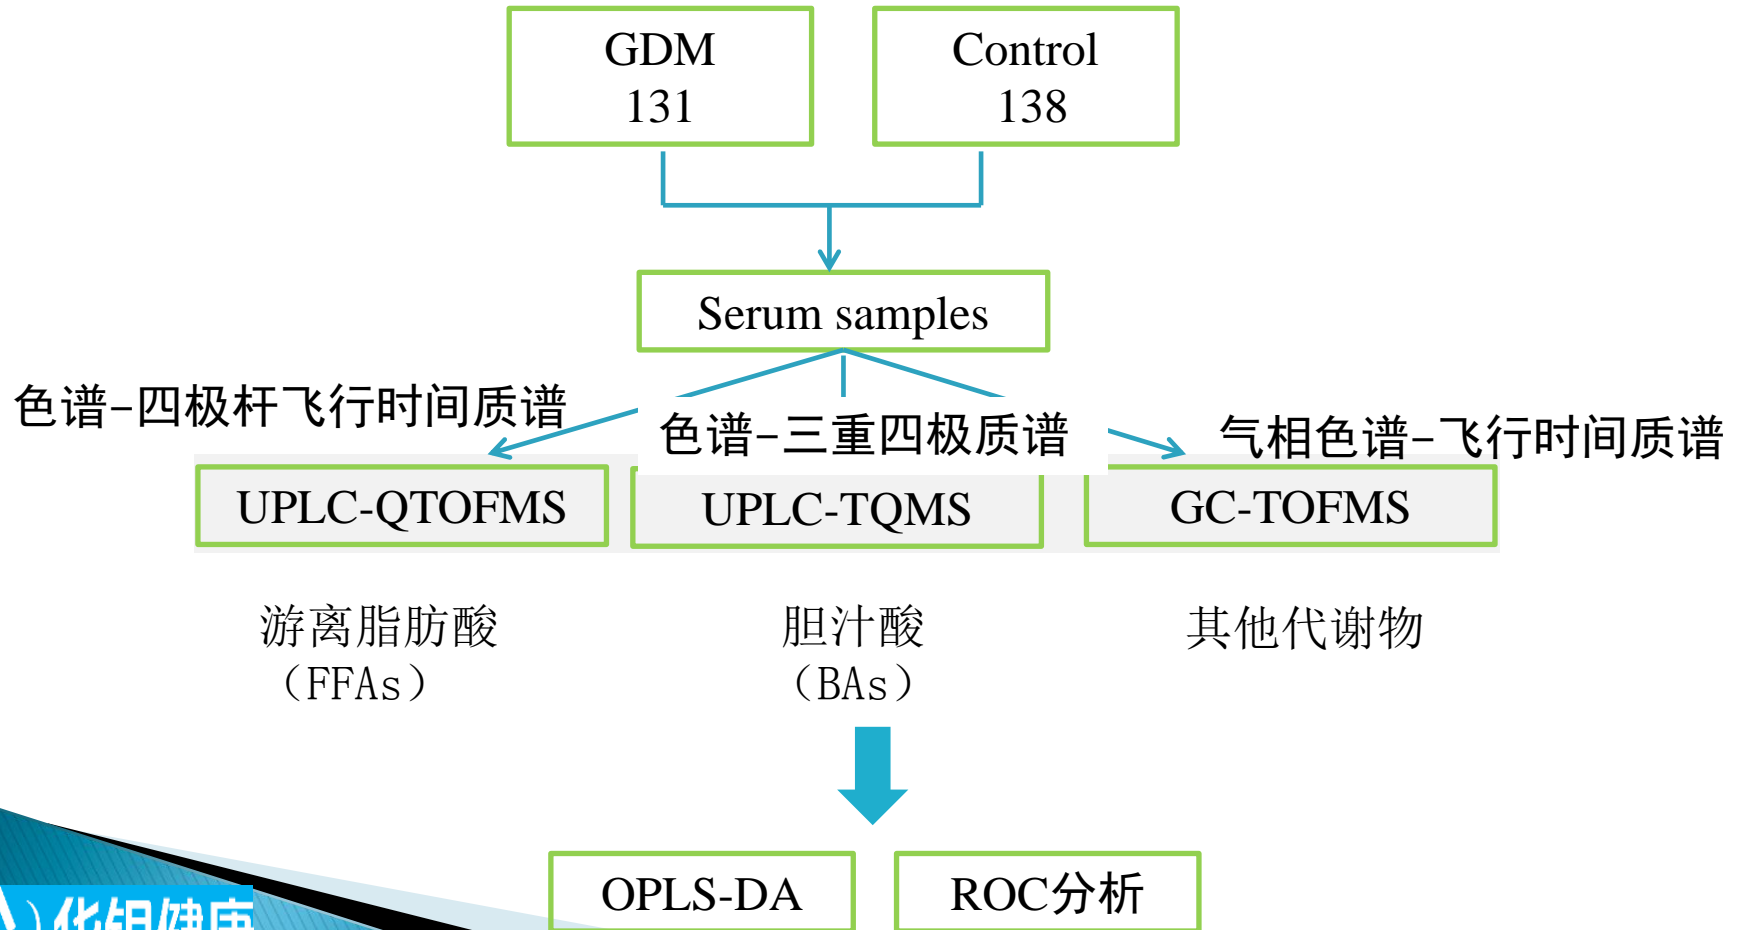 GDM
131
Control
138
Serum samples
色谱-四极杆飞行时间质谱
色谱-三重四极质谱
气相色谱-飞行时间质谱
UPLC-QTOFMS
UPLC-TQMS
GC-TOFMS
游离脂肪酸
（FFAs）
胆汁酸
（BAs）
其他代谢物
OPLS-DA
ROC分析